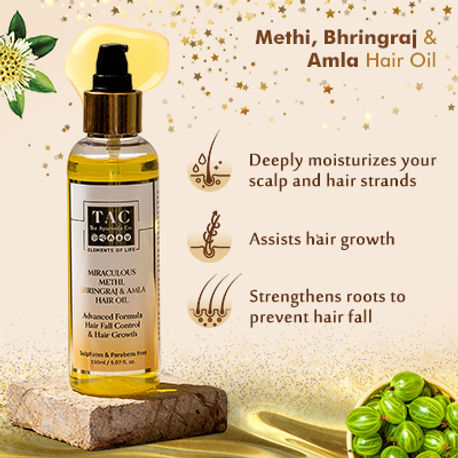 Methi, Bhringraj &
Amla Hair Oil
Deeply moisturizes your
scalp and hair strands
Assists hair growth
Strengthens roots to
prevent hair fall
TAC
The Ayurveda Co.
ELEMENTS OF LIFE
MIRACULOUS
METHI,
BHRINGRAJ & AMLA
HAIR OIL
Advanced Formula
Hair Fall Control
& Hair Growth
Sulphates & Parabens Free
150ml / 5.07 fl. oz.